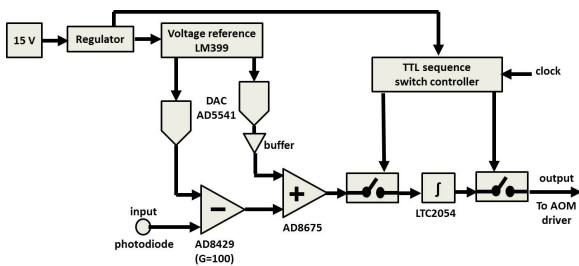 15 V
Regulator
Voltage reference
LM399
TTL sequence
switch controller
clock
DAC
AD5541
buffer
+
−
∫
input
photodiode
AD8429
(G=100)
AD8675
LTC2054
output
To AOM
driver